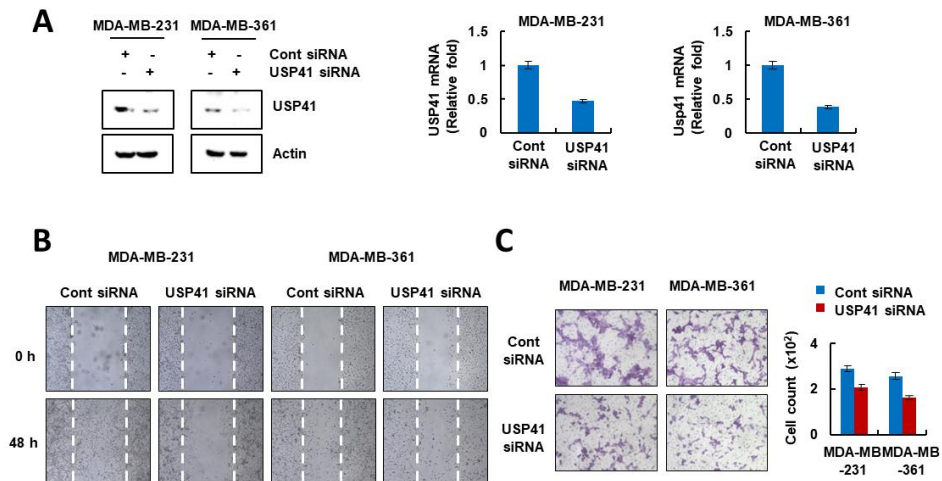 A
MDA-MB-231 MDA-MB-361
+ - + - Cont siRNA
- + - + USP41 siRNA
USP41
Actin
MDA-MB-231
USP41 mRNA
(Relative fold)
1.5
1
0.5
0
Cont
siRNA
USP41
siRNA
MDA-MB-361
Usp41 mRNA
(Relative fold)
1.5
1
0.5
0
Cont
siRNA
USP41
siRNA
B
MDA-MB-231 MDA-MB-361
Cont siRNA USP41 siRNA Cont siRNA USP41 siRNA
0 h
48 h
C
MDA-MB-231 MDA-MB-361
Cont
siRNA
USP41
siRNA
Cont siRNA
USP41 siRNA
Cell count (x10²)
4
2
0
MDA-MB
-231
MDA-MB
-361